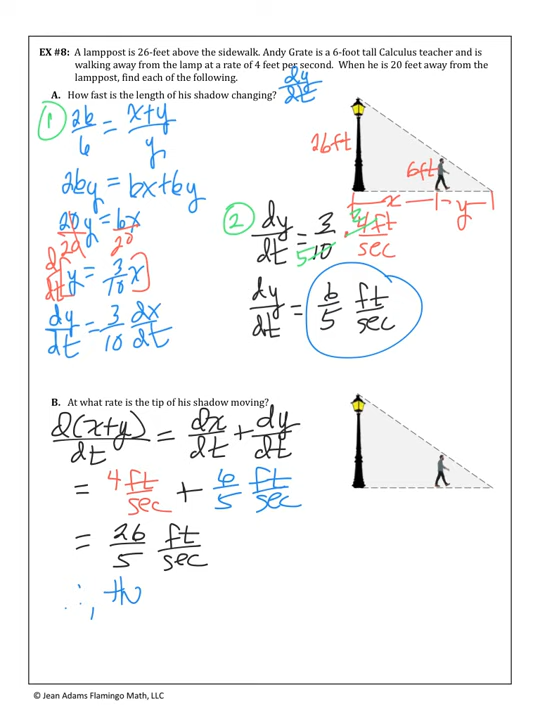 EX #8: A lamppost is 26-feet above the sidewalk. Andy Grate is a 6-foot tall Calculus teacher and is
walking away from the lamp at a rate of 4 feet per second. When he is 20 feet away from the
lamppost, find each of the following.
A. How fast is the length of his shadow changing? dy/dt
① 26/6 = (x+y)/y
26y = 6x+6y
20y/20 = 6x/20
d/dt [y = 3/10 x]
dy/dt = 3/10 dx/dt
26ft
6ft
x
y
② dy/dt = 3/10 · 4ft/sec
5
2
dy/dt = 6/5 ft/sec
B. At what rate is the tip of his shadow moving?
d(x+y)/dt = dx/dt + dy/dt
= 4 ft/sec + 6/5 ft/sec
= 26/5 ft/sec
∴, th
© Jean Adams Flamingo Math, LLC